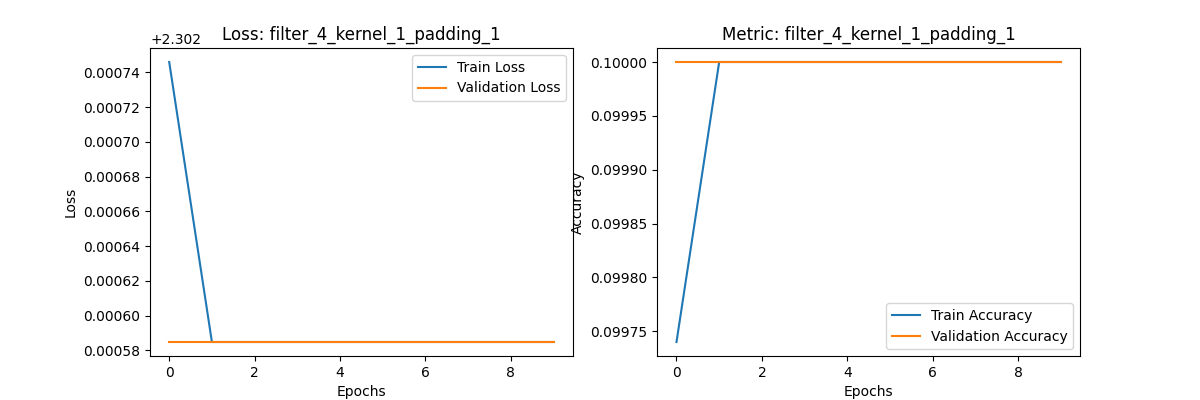 Loss: filter_4_kernel_1_padding_1
+2.302
0.00074
0.00072
0.00070
0.00068
0.00066
0.00064
0.00062
0.00060
0.00058
Loss
Train Loss
Validation Loss
0 2 4 6 8
Epochs
Metric: filter_4_kernel_1_padding_1
0.10000
0.09995
0.09990
0.09985
0.09980
0.09975
Accuracy
Train Accuracy
Validation Accuracy
0 2 4 6 8
Epochs